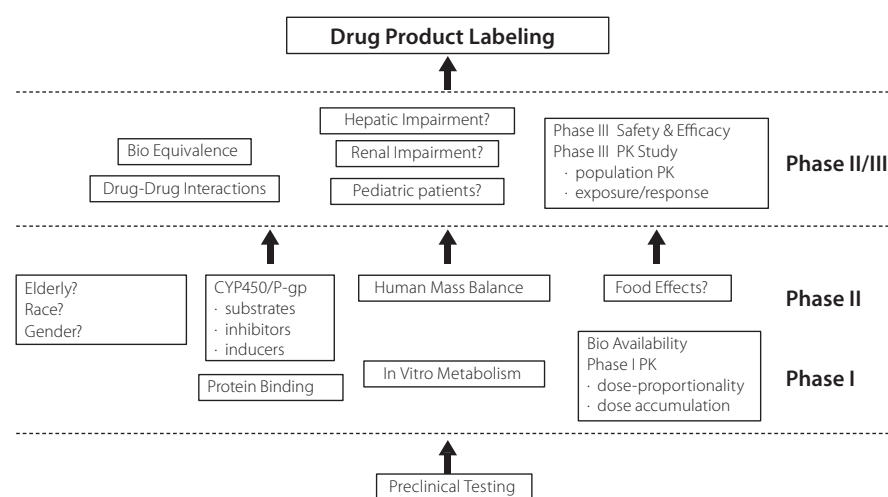 Drug Product Labeling
Hepatic Impairment?
Bio Equivalence
Renal Impairment?
Drug-Drug Interactions
Pediatric patients?
Phase III Safety & Efficacy
Phase III PK Study
· population PK
· exposure/response
Phase II/III
Elderly?
Race?
Gender?
CYP450/P-gp
· substrates
· inhibitors
· inducers
Human Mass Balance
Food Effects?
Phase II
Protein Binding
In Vitro Metabolism
Bio Availability
Phase I PK
· dose-proportionality
· dose accumulation
Phase I
Preclinical Testing